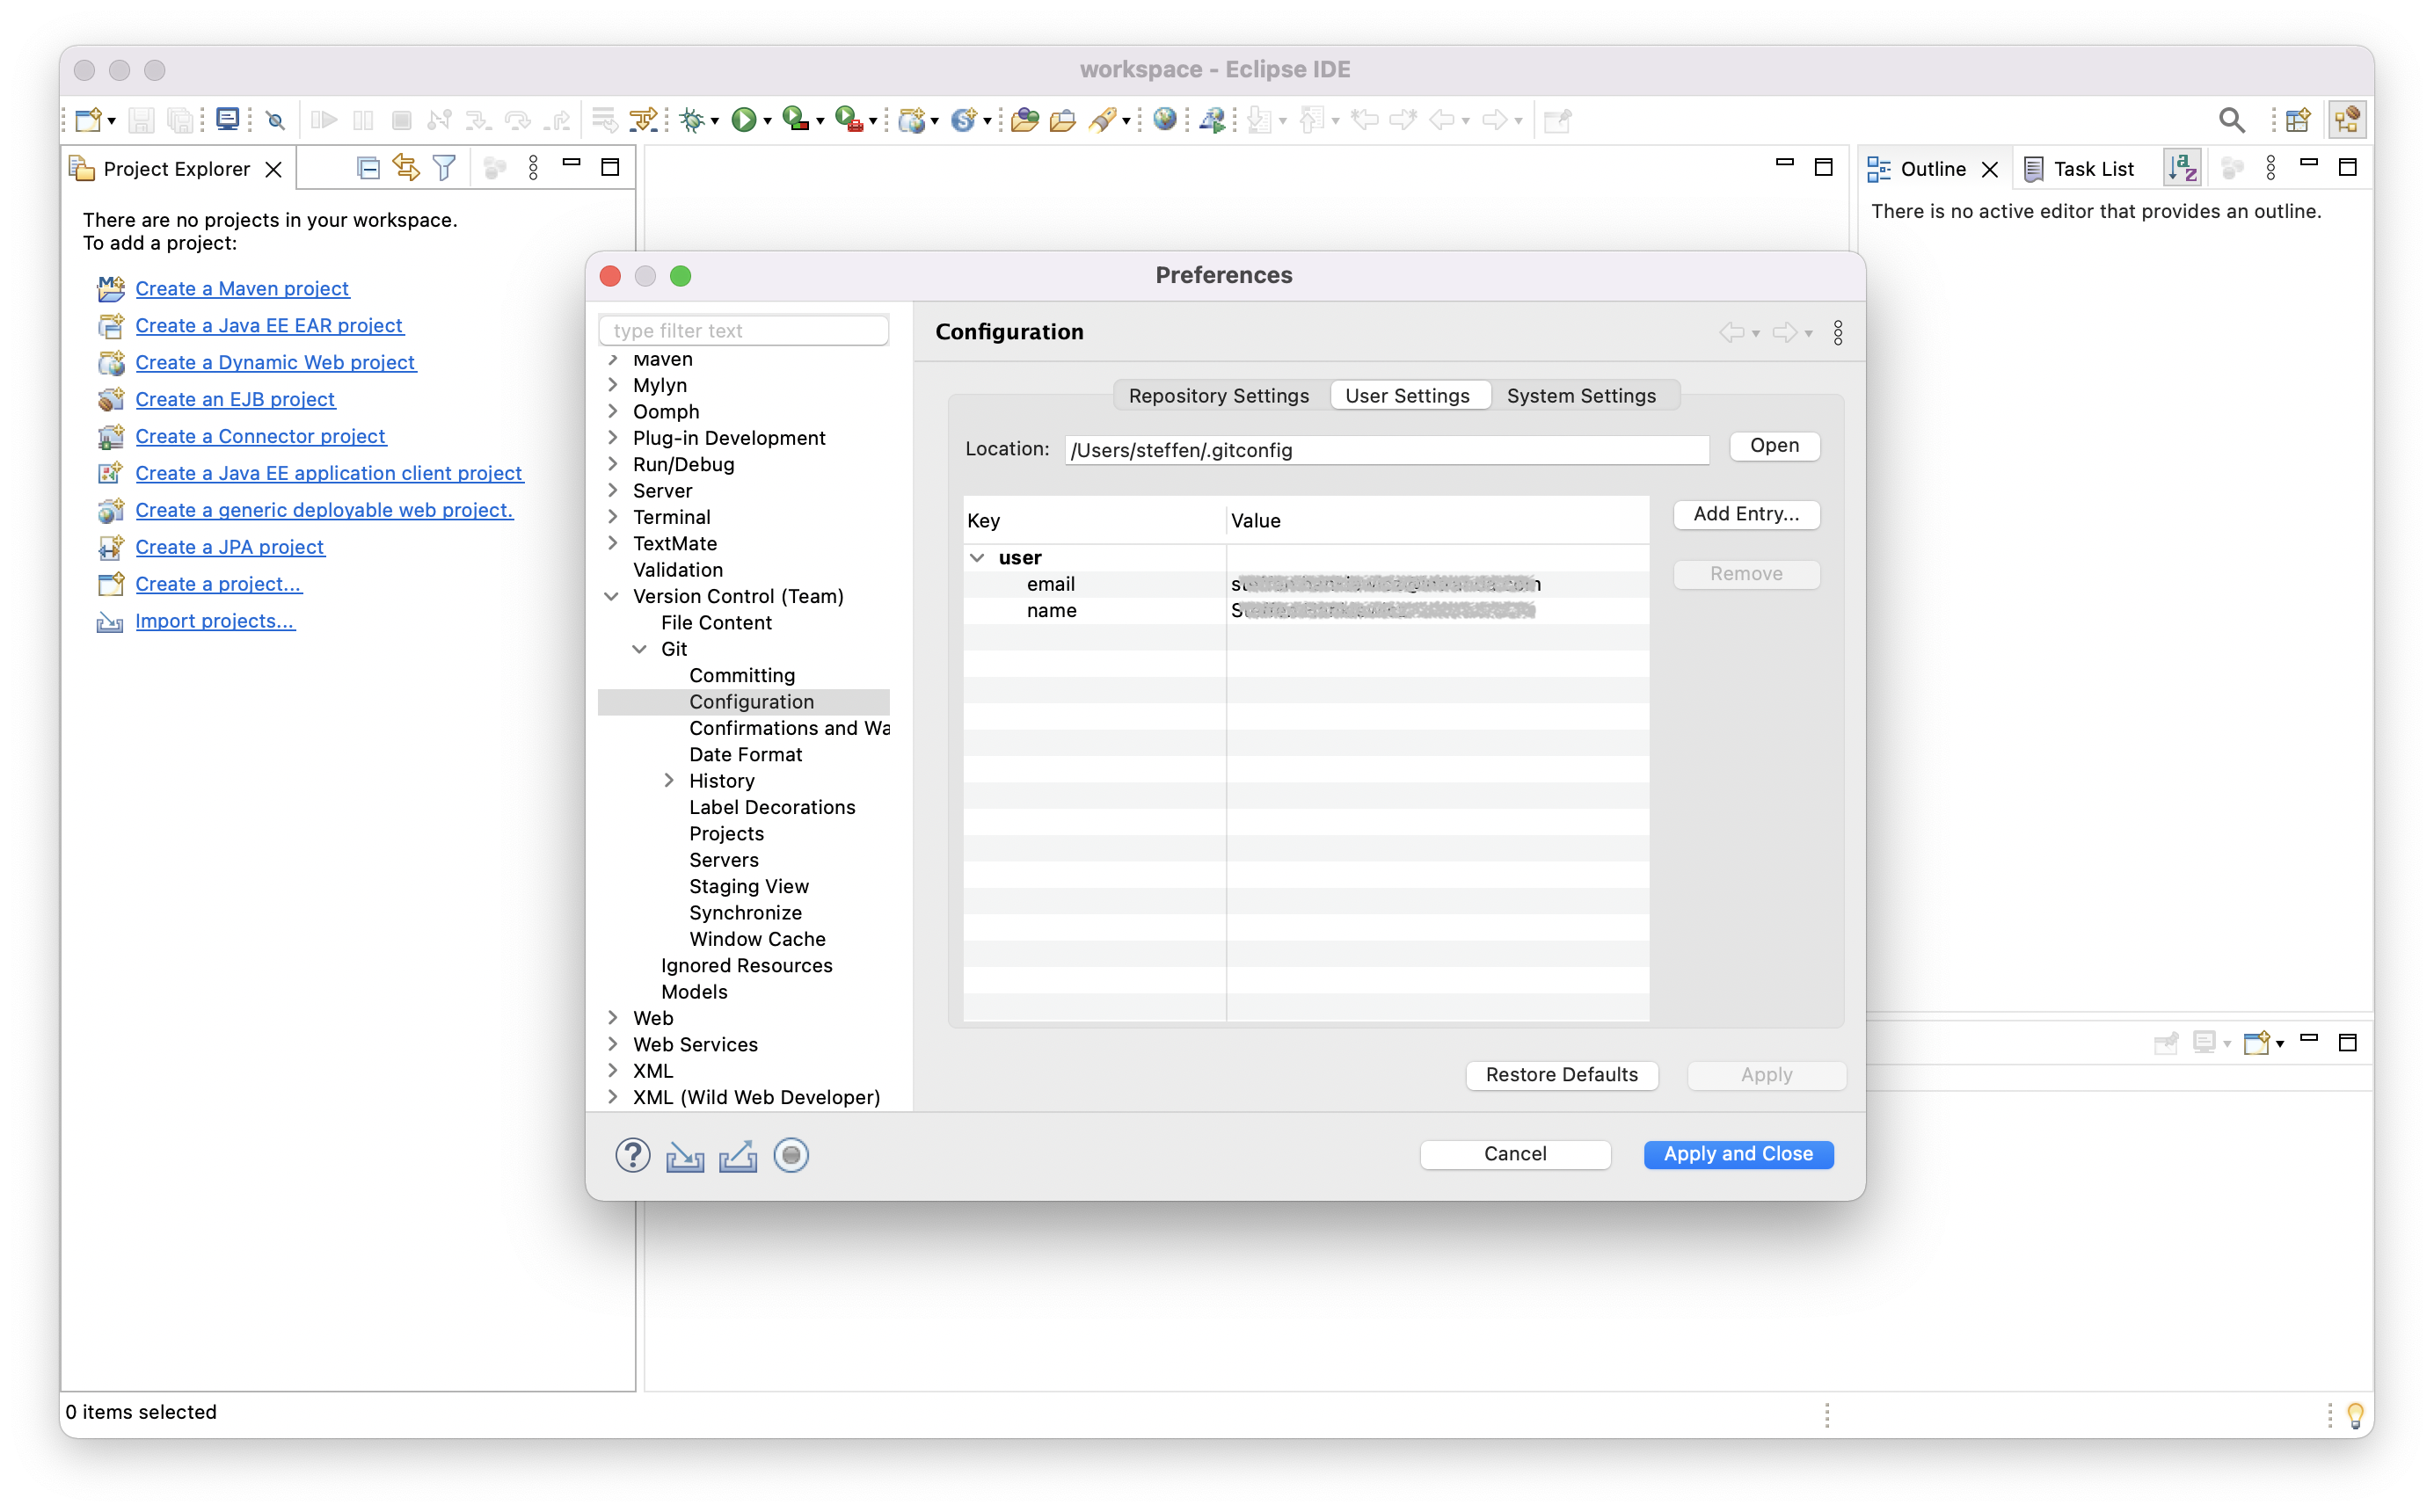 workspace - Eclipse IDE
Project Explorer
There are no projects in your workspace.
To add a project:
Create a Maven project
Create a Java EE EAR project
Create a Dynamic Web project
Create an EJB project
Create a Connector project
Create a Java EE application client project
Create a generic deployable web project.
Create a JPA project
Create a project...
Import projects...
Outline
Task List
There is no active editor that provides an outline.
Preferences
type filter text
Maven
Mylyn
Oomph
Plug-in Development
Run/Debug
Server
Terminal
TextMate
Validation
Version Control (Team)
File Content
Git
Committing
Configuration
Confirmations and Wa
Date Format
History
Label Decorations
Projects
Servers
Staging View
Synchronize
Window Cache
Ignored Resources
Models
Web
Web Services
XML
XML (Wild Web Developer)
Configuration
Repository Settings
User Settings
System Settings
Location: /Users/steffen/.gitconfig
Open
Key Value
user
email
name
Add Entry...
Remove
Restore Defaults
Apply
Cancel
Apply and Close
0 items selected